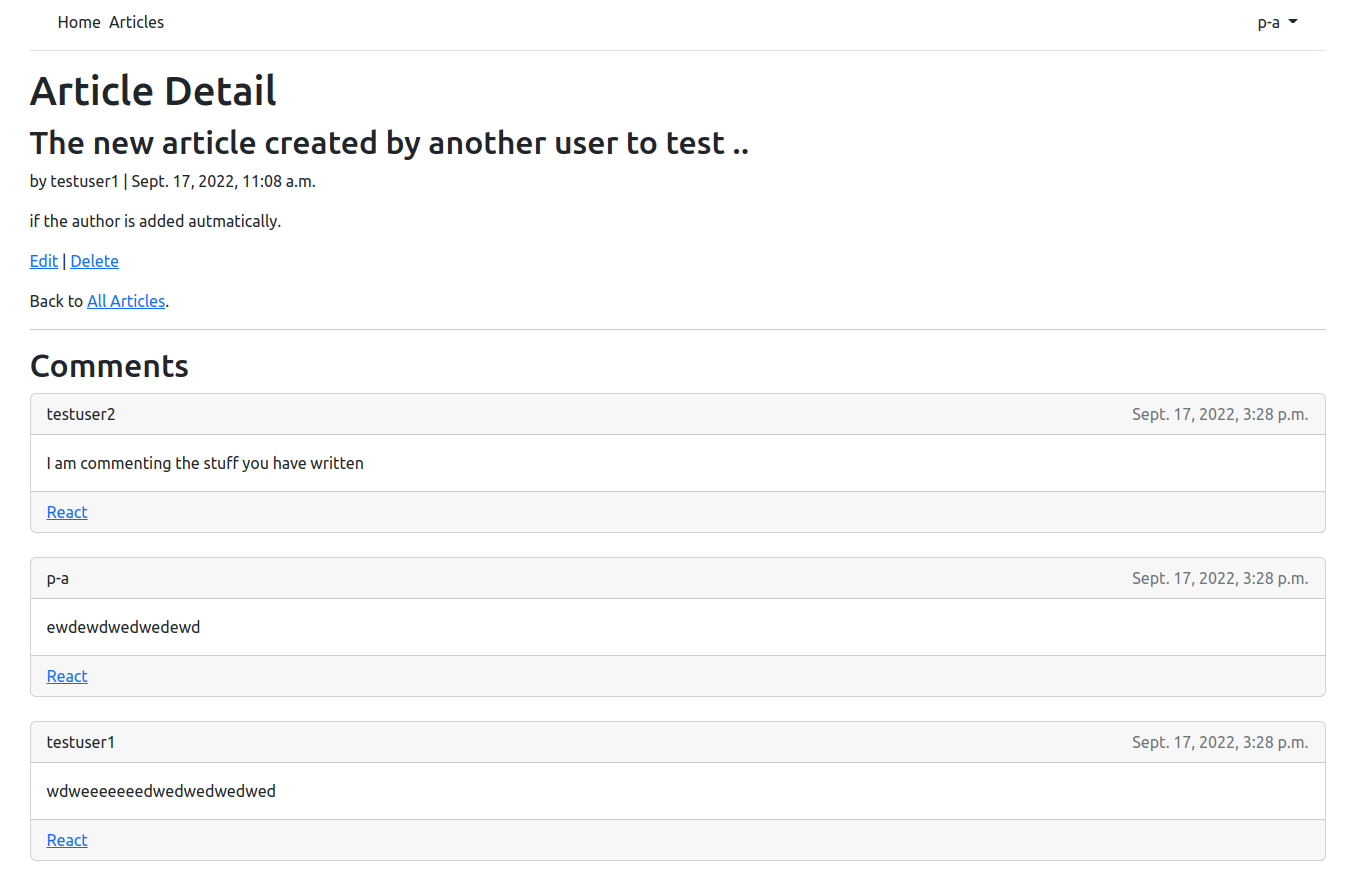 Home Articles p-a
Article Detail
The new article created by another user to test ..
by testuser1 | Sept. 17, 2022, 11:08 a.m.
if the author is added autmatically.
Edit | Delete
Back to All Articles.
Comments
testuser2 Sept. 17, 2022, 3:28 p.m.
I am commenting the stuff you have written
React
p-a Sept. 17, 2022, 3:28 p.m.
ewdewdwedwedewd
React
testuser1 Sept. 17, 2022, 3:28 p.m.
wdweeeeeeedwedwedwedwed
React